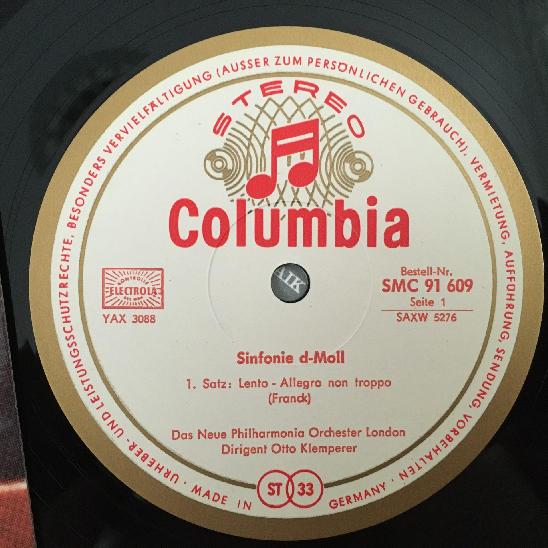 URHEBER- UND LEISTUNGSSCHUTZRECHTE, BESONDERS VERVIELFÄLTIGUNG (AUSSER ZUM PERSÖNLICHEN GEBRAUCH), VERMIETUNG, AUFFÜHRUNG, SENDUNG, VORBEHALTEN ·
STEREO
Columbia
ELECTROLA
YAX 3088
Bestell-Nr.
SMC 91 609
Seite 1
SAXW 5276
Sinfonie d-Moll
1. Satz: Lento - Allegro non troppo
(Franck)
Das Neue Philharmonia Orchester London
Dirigent Otto Klemperer
· MADE IN GERMANY ·
ST 33